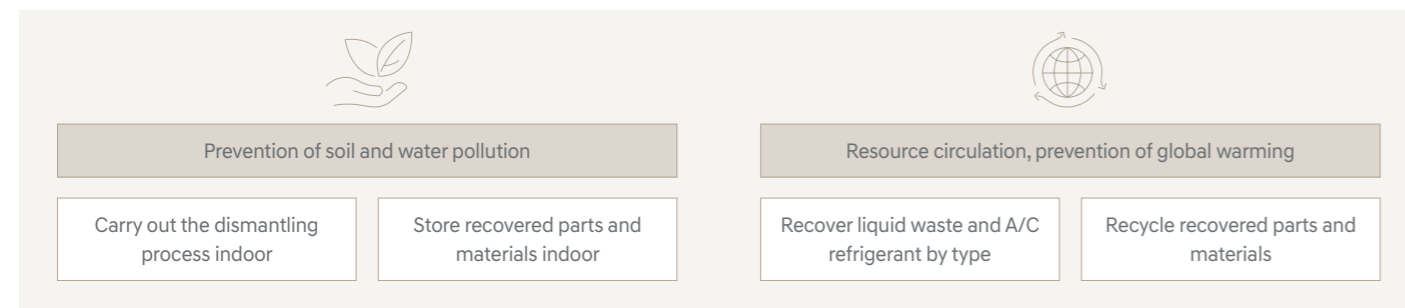 Prevention of soil and water pollution
Carry out the dismantling
process indoor
Store recovered parts and
materials indoor
Resource circulation, prevention of global warming
Recover liquid waste and A/C
refrigerant by type
Recycle recovered parts and
materials